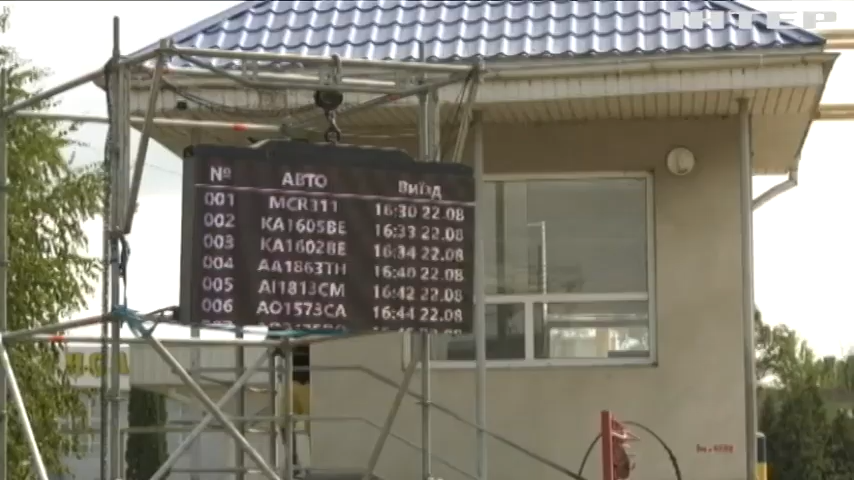 ІНТЕР
№ АВТО Виїзд
001 MCR311 16:30 22.08
002 KA1605BE 16:33 22.08
003 KA1602BE 16:34 22.08
004 AA1863TH 16:40 22.08
005 AI1813CM 16:42 22.08
006 AO1573CA 16:44 22.08